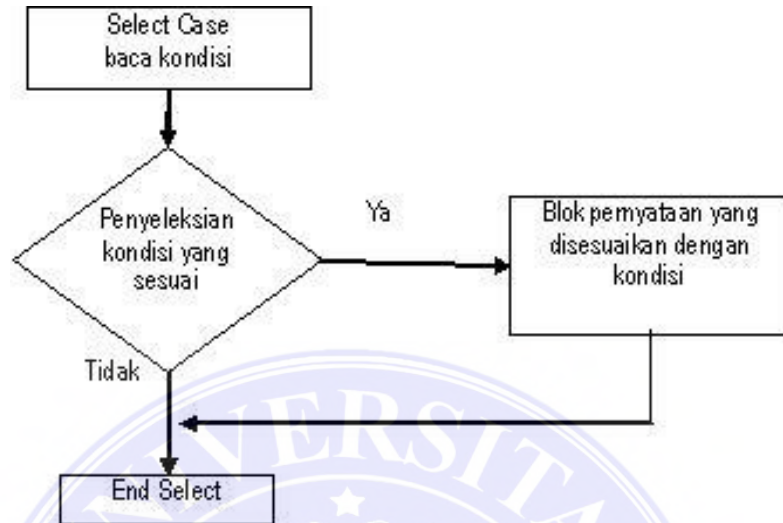 Select Case
baca kondisi
Penyeleksian
kondisi yang
sesuai
Ya
Blok pernyataan yang
disesuaikan dengan
kondisi
Tidak
End Select